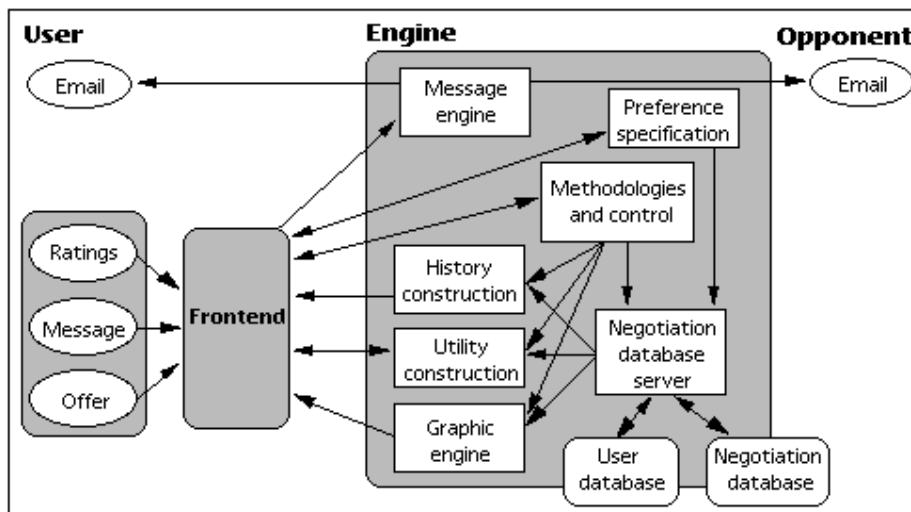 User
Engine
Opponent
Email
Message
engine
Email
Preference
specification
Methodologies
and control
Ratings
History
construction
Frontend
Message
Negotiation
database
server
Utility
construction
Offer
Graphic
engine
User
database
Negotiation
database